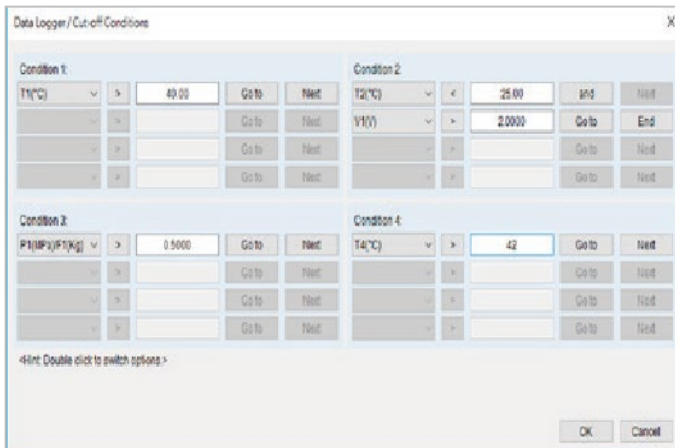 Data Logger / Cut-off Conditions X
Condition 1:
T1(°C) > 40.00 Go to Next
> Go to Next
> Go to Next
> Go to Next
Condition 2:
T2(°C) < 25.00 and Next
V1(V) > 2.0000 Go to End
> Go to Next
> Go to Next
Condition 3:
P1(MPa)/F1(Kg) > 0.5000 Go to Next
> Go to Next
> Go to Next
> Go to Next
Condition 4:
T4(°C) > 42 Go to Next
> Go to Next
> Go to Next
> Go to Next
<Hint: Double click to switch options.>
OK Cancel